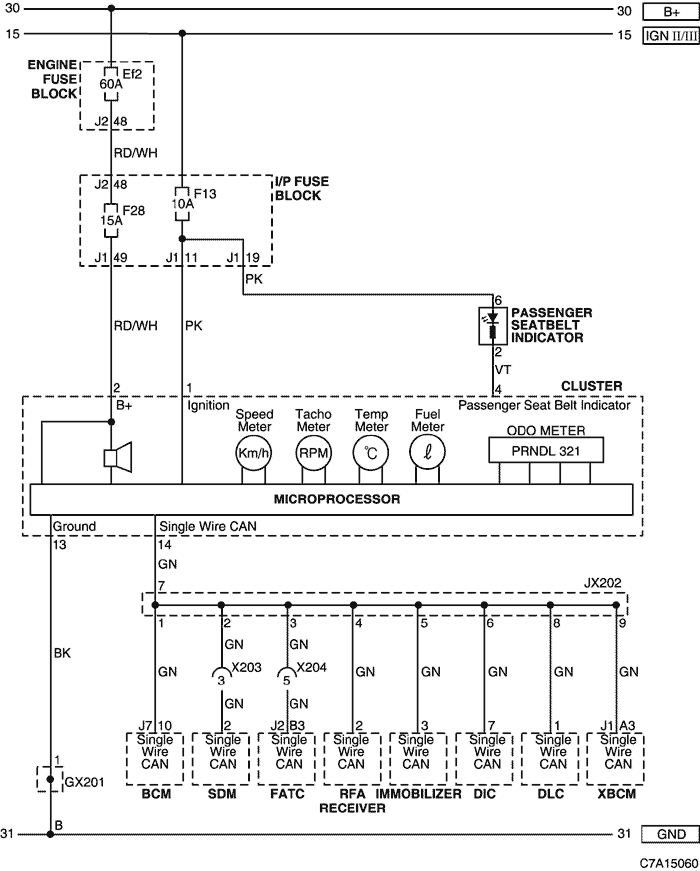 30 30 B+
15 15 IGN II/III
ENGINE FUSE BLOCK
Ef2
60A
J2 48
RD/WH
J2 48
I/P FUSE BLOCK
F28
15A
F13
10A
J1 49 J1 11 J1 19
PK
RD/WH PK
6
PASSENGER SEATBELT INDICATOR
2
VT
2 1 4
CLUSTER
B+ Ignition Passenger Seat Belt Indicator
Speed Meter Tacho Meter Temp Meter Fuel Meter
ODO METER
Km/h RPM °C ℓ PRNDL 321
MICROPROCESSOR
Ground Single Wire CAN
13 14
GN
7 JX202
1 2 3 4 5 6 8 9
GN GN
BK
GN X203 X204 GN GN GN GN GN
3 5
GN GN
J7 10 2 J2 B3 2 3 7 1 J1 A3
Single Wire CAN Single Wire CAN Single Wire CAN Single Wire CAN Single Wire CAN Single Wire CAN Single Wire CAN Single Wire CAN
1
GX201
BCM SDM FATC RFA RECEIVER IMMOBILIZER DIC DLC XBCM
B
31 31 GND
C7A15060